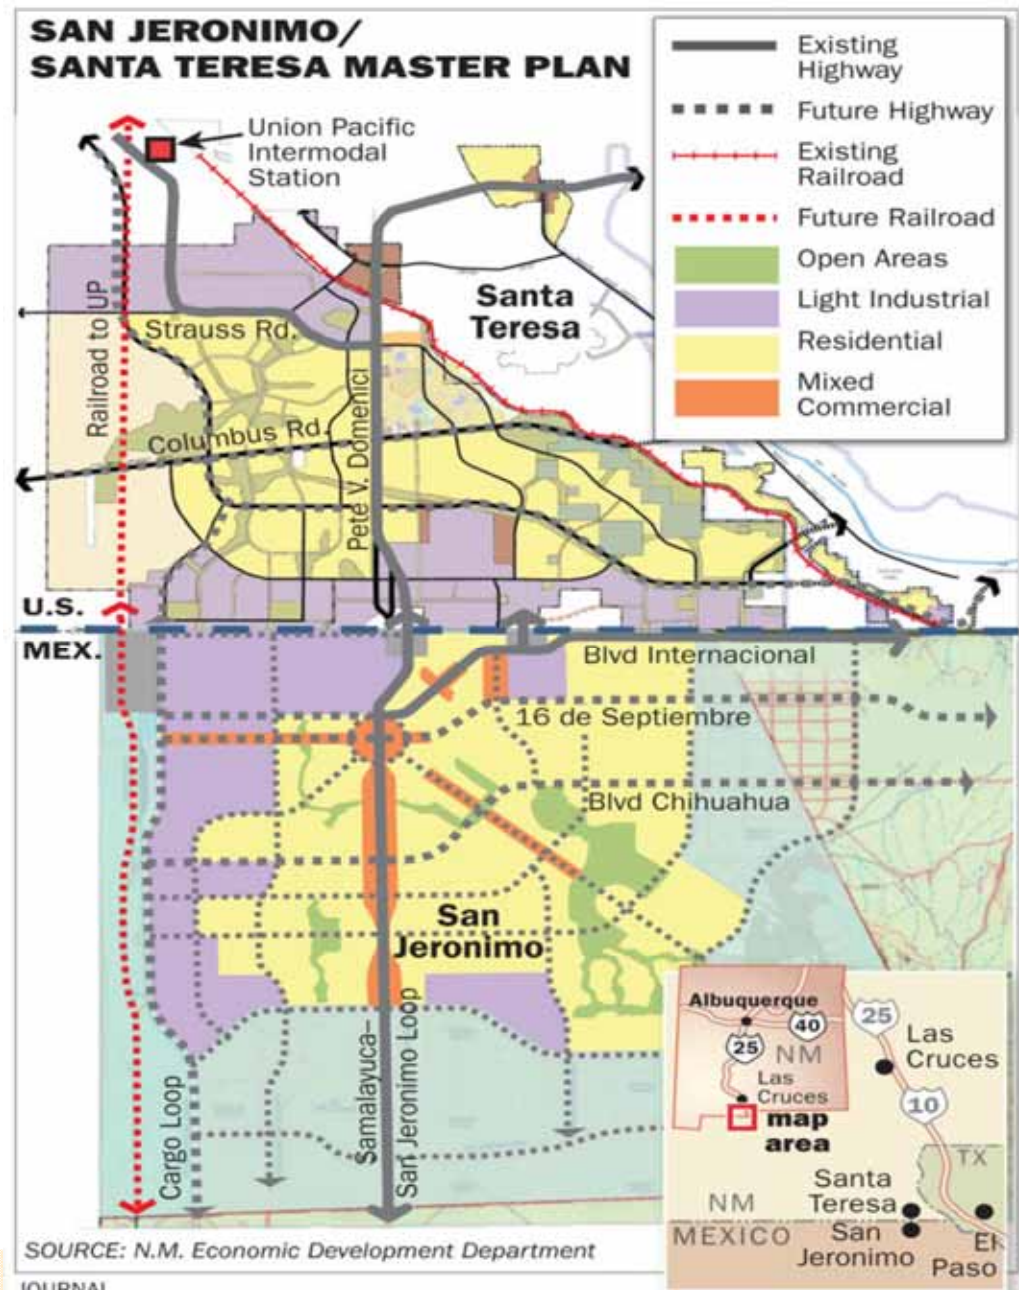 SAN JERONIMO/
SANTA TERESA MASTER PLAN
Existing
Highway
Future Highway
Existing
Railroad
Future Railroad
Open Areas
Light Industrial
Residential
Mixed
Commercial
Union Pacific
Intermodal
Station
Santa
Teresa
Railroad to UP
Strauss Rd.
Columbus Rd.
Pete V. Domenici
U.S.
MEX.
Blvd Internacional
16 de Septiembre
Blvd Chihuahua
San
Jeronimo
Cargo Loop
Samalayuca–
San Jeronimo Loop
Albuquerque
40
25
NM
Las
Cruces
map
area
25
Las
Cruces
10
TX
Santa
Teresa
NM
MEXICO
San
Jeronimo
El
Paso
SOURCE: N.M. Economic Development Department
JOURNAL